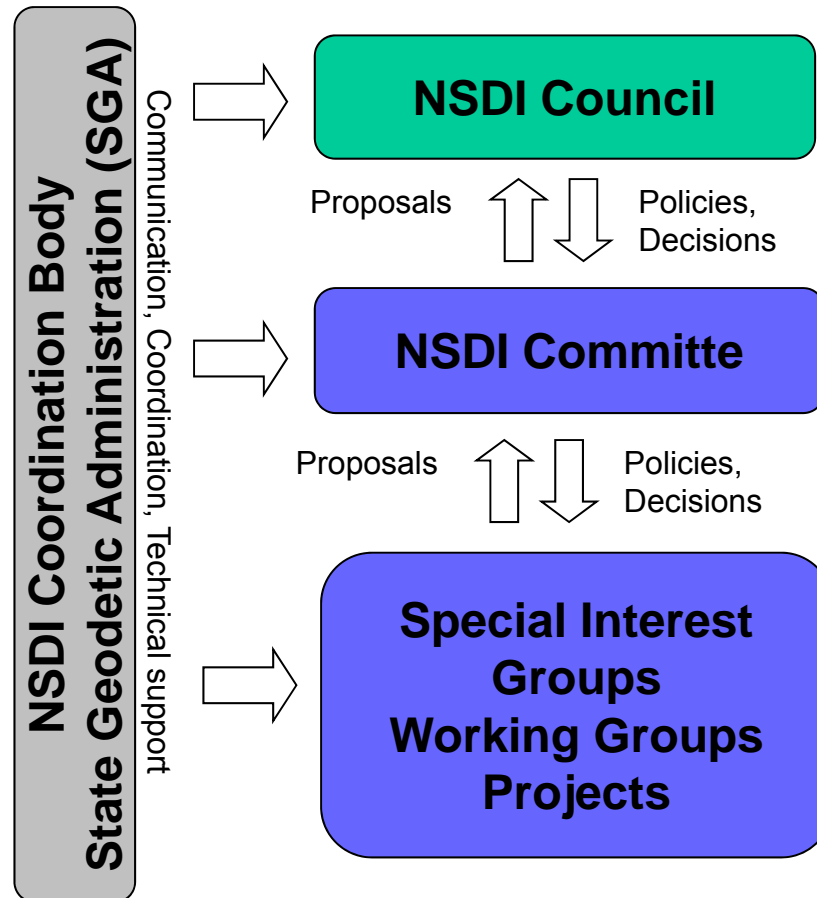 NSDI Coordination Body
State Geodetic Administration (SGA)
Communication, Coordination, Technical support
NSDI Council
Proposals
Policies,
Decisions
NSDI Committe
Proposals
Policies,
Decisions
Special Interest
Groups
Working Groups
Projects